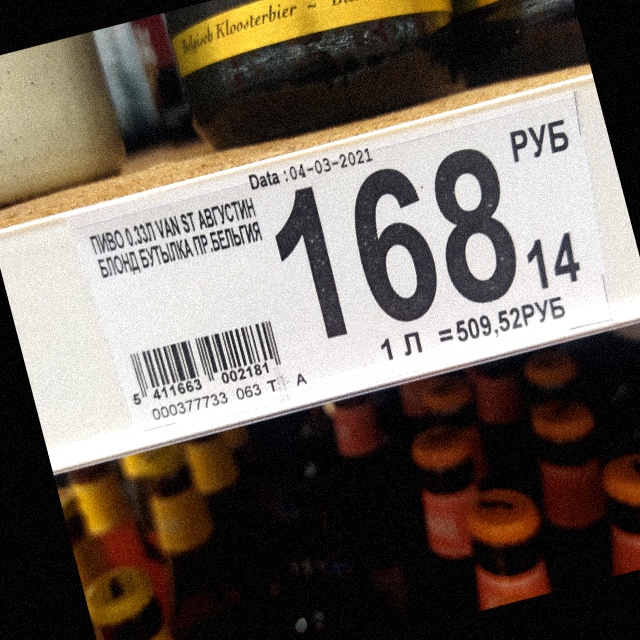 Kloosterbier ~
Data :04-03-2021
ПИВО 0.33Л VAN ST АВГУСТИН
БЛОНД БУТЫЛКА ПР БЕЛЬГИЯ
168 14 РУБ
1 Л =509,52РУБ
5 411663 002181
000377733 063 Т А